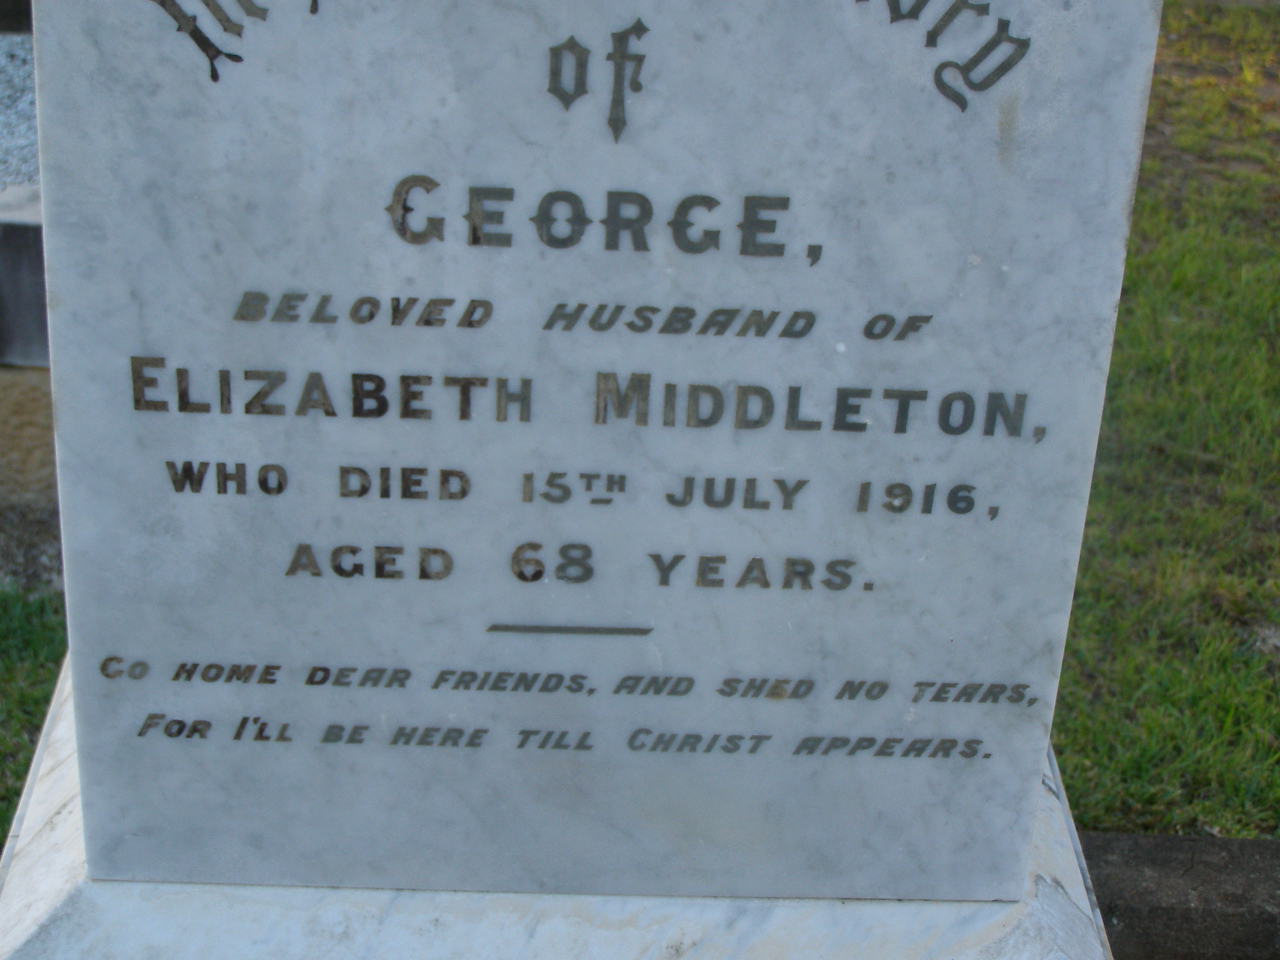 of
GEORGE,
BELOVED HUSBAND OF
ELIZABETH MIDDLETON,
WHO DIED 15TH JULY 1916,
AGED 68 YEARS.
GO HOME DEAR FRIENDS, AND SHED NO TEARS,
FOR I'LL BE HERE TILL CHRIST APPEARS.